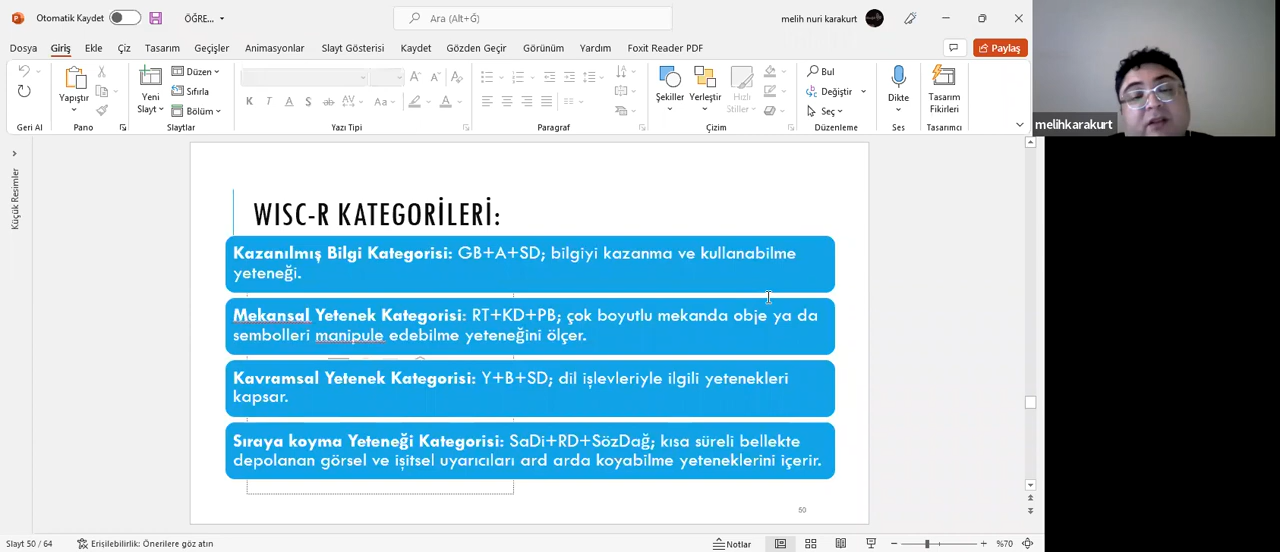 Otomatik Kaydet
ÖĞRE...
Ara (Alt+Ğ)
melih nuri karakurt
Dosya Giriş Ekle Çiz Tasarım Geçişler Animasyonlar Slayt Gösterisi Kaydet Gözden Geçir Görünüm Yardım Foxit Reader PDF
Paylaş
Yapıştır
Yeni
Slayt
Düzen
Sıfırla
Bölüm
K T A S ab AV Aa A
Şekiller
Yerleştir
Hızlı
Stiller
Bul
Değiştir
Seç
Dikte
Tasarım
Fikirleri
Geri Al Pano Slaytlar Yazı Tipi Paragraf Çizim Düzenleme Ses Tasarımcı
melihkarakurt
Küçük Resimler
WISC-R KATEGORİLERİ:
Kazanılmış Bilgi Kategorisi: GB+A+SD; bilgiyi kazanma ve kullanabilme
yeteneği.
Mekansal Yetenek Kategorisi: RT+KD+PB; çok boyutlu mekanda obje ya da
sembolleri manipule edebilme yeteneğini ölçer.
Kavramsal Yetenek Kategorisi: Y+B+SD; dil işlevleriyle ilgili yetenekleri
kapsar.
Sıraya koyma Yeteneği Kategorisi: SaDi+RD+SözDağ; kısa süreli bellekte
depolanan görsel ve işitsel uyarıcıları ard arda koyabilme yeteneklerini içerir.
50
Slayt 50 / 64
Erişilebilirlik: Önerilere göz atın
Notlar
%70